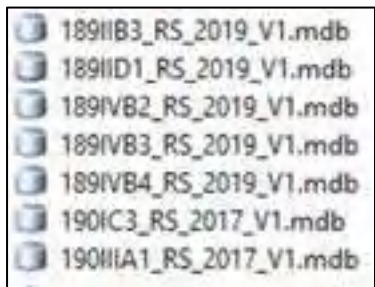 189IIB3_RS_2019_V1.mdb
189IID1_RS_2019_V1.mdb
189IVB2_RS_2019_V1.mdb
189IVB3_RS_2019_V1.mdb
189IVB4_RS_2019_V1.mdb
190IC3_RS_2017_V1.mdb
190IIIA1_RS_2017_V1.mdb